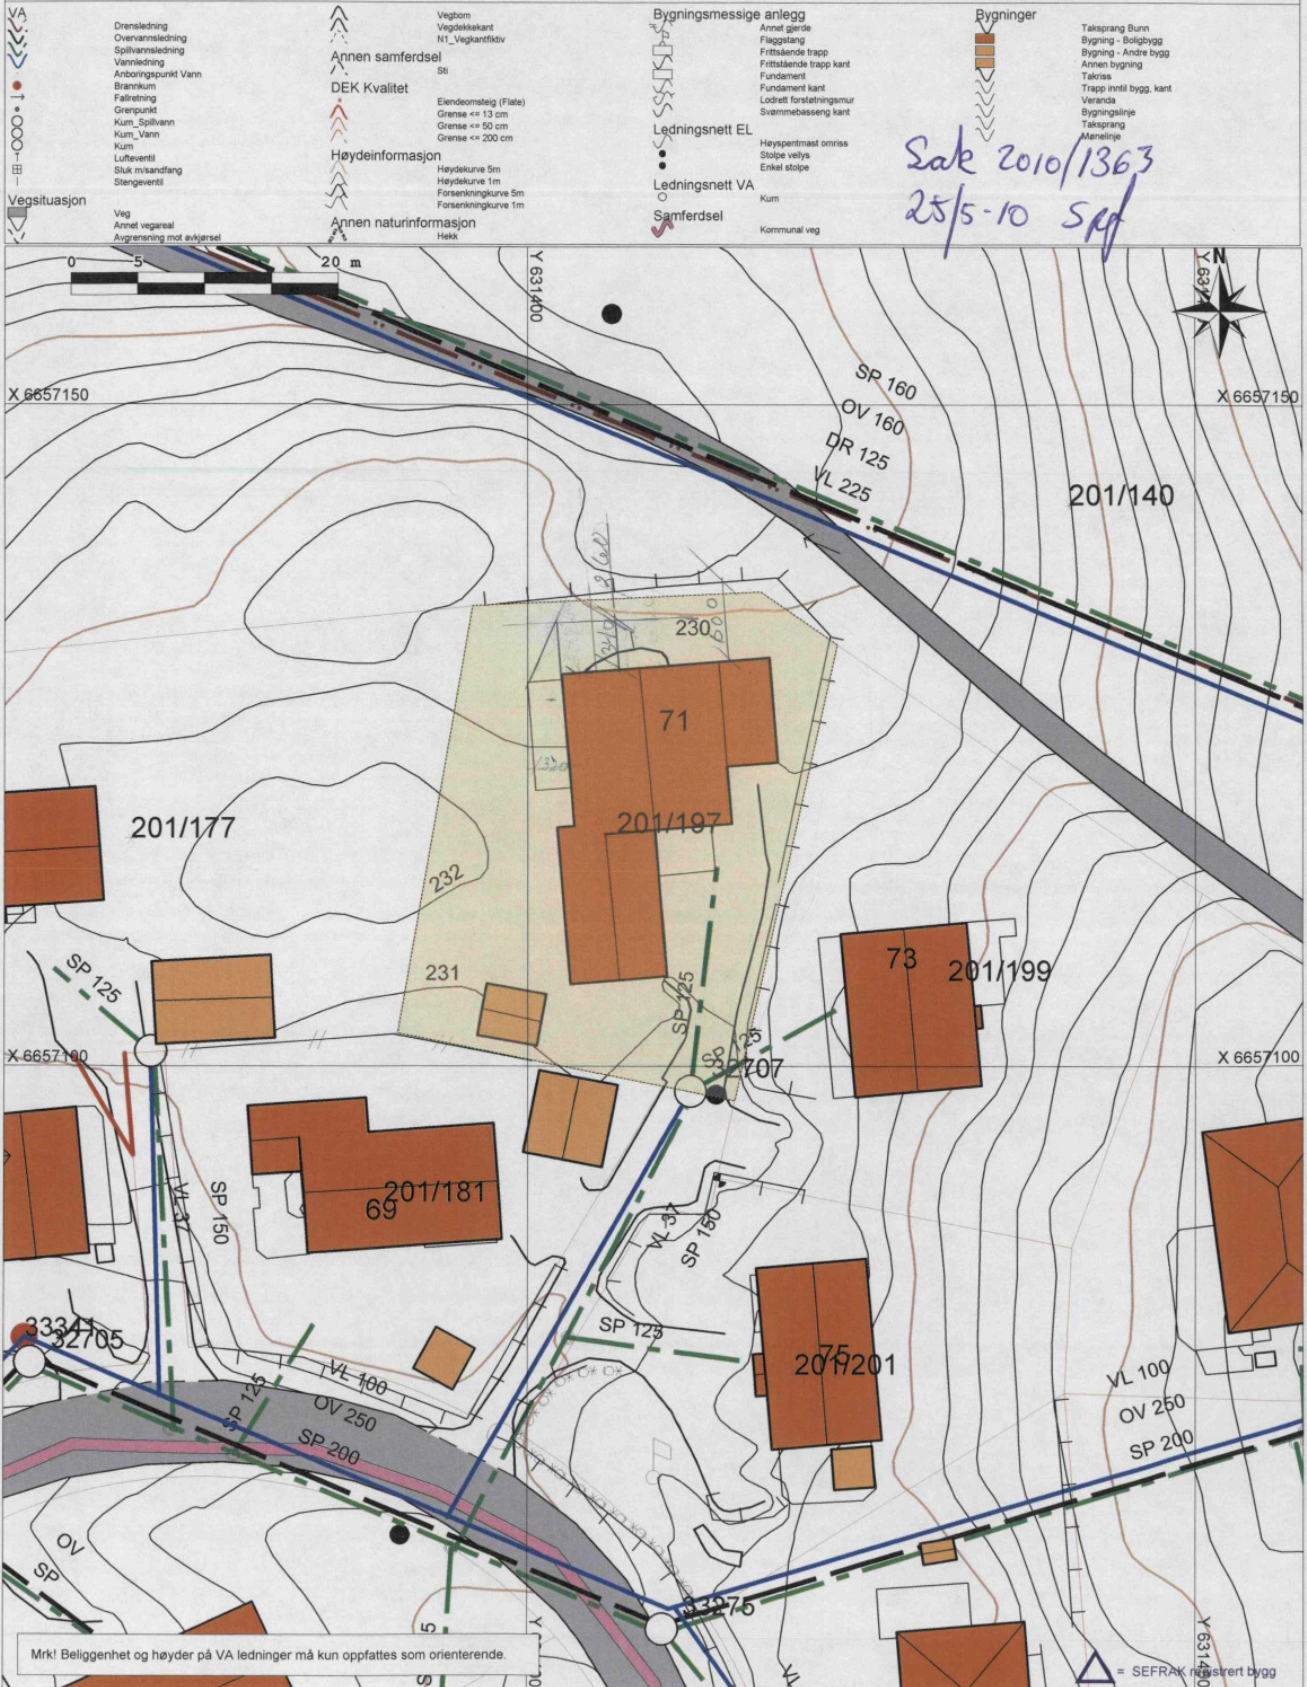 VA
Drensledning
Overvannsledning
Spillvannsledning
Vannledning
Anboringspunkt Vann
Brannkum
Fallretning
Grenpunkt
Kum_Spillvann
Kum_Vann
Kum
Lufteventil
Sluk m/sandfang
Stengeventil
Vegsituasjon
Veg
Annet vegareal
Avgrensning mot avkjørsel
Vegbom
Vegdekkekant
N1_Vegkantfiktiv
Annen samferdsel
Sti
DEK Kvalitet
Eiendomsteig (Flate)
Grense <= 13 cm
Grense <= 50 cm
Grense <= 200 cm
Høydeinformasjon
Høydekurve 5m
Høydekurve 1m
Forsenkningkurve 5m
Forsenkningkurve 1m
Annen naturinformasjon
Hekk
Bygningsmessige anlegg
Annet gjerde
Flaggstang
Frittstående trapp
Frittstående trapp kant
Fundament
Fundament kant
Lodrett forstøtningsmur
Svømmebasseng kant
Ledningsnett EL
Høyspentmast omriss
Stolpe vellys
Enkel stolpe
Ledningsnett VA
Kum
Samferdsel
Kommunal veg
Bygninger
Taksprang Bunn
Bygning - Boligbygg
Bygning - Andre bygg
Annen bygning
Takriss
Trapp inntil bygg, kant
Veranda
Bygningslinje
Taksprang
Mønelinje
Sak 2010/1363
25/5-10
0 5 20 m
Y 631400
N
X 6657150
X 6657150
SP 160
OV 160
DR 125
VL 225
201/140
230
71
201/197
201/177
232
231
SP 125
73
201/199
SP 125
SP 125
32707
X 6657100
X 6657100
201/181
69
VL 37
SP 150
VL 37
SP 150
33341
32705
SP 125
75
201/201
VL 100
OV 250
SP 200
SP 125
VL 100
OV 250
SP 200
OV
SP
33275
Mrk! Beliggenhet og høyder på VA ledninger må kun oppfattes som orienterende.
= SEFRAK registrert bygg